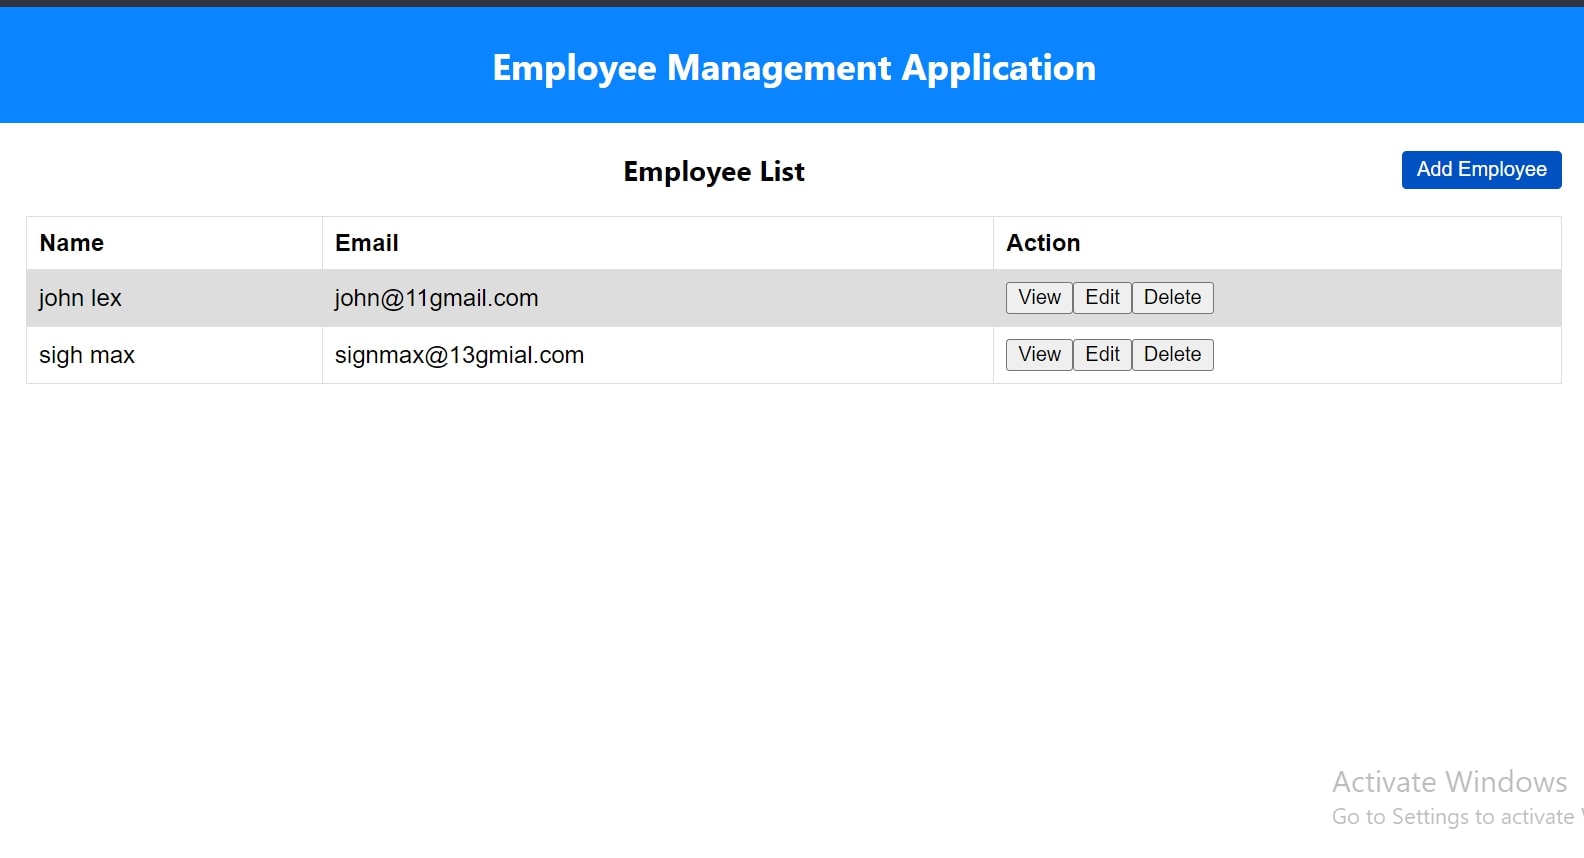 Employee Management Application
Employee List
Add Employee
Name Email Action
john lex john@11gmail.com View Edit Delete
sigh max signmax@13gmial.com View Edit Delete
Activate Windows
Go to Settings to activate